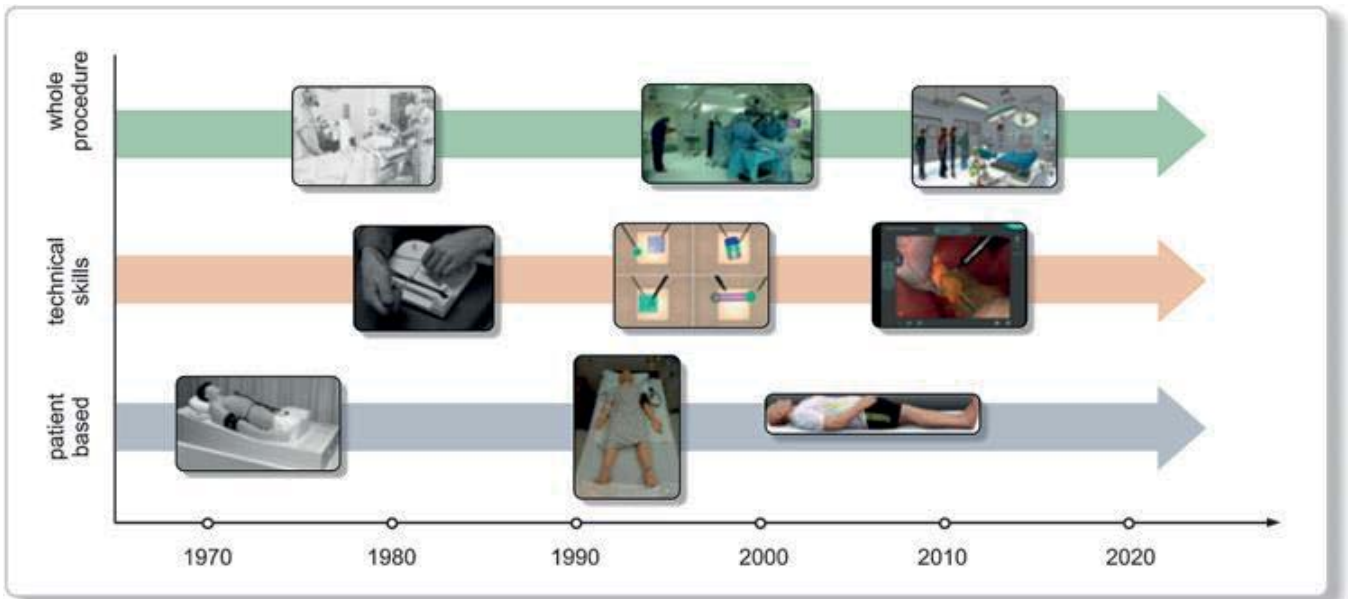 whole
procedure
technical
skills
patient
based
1970 1980 1990 2000 2010 2020